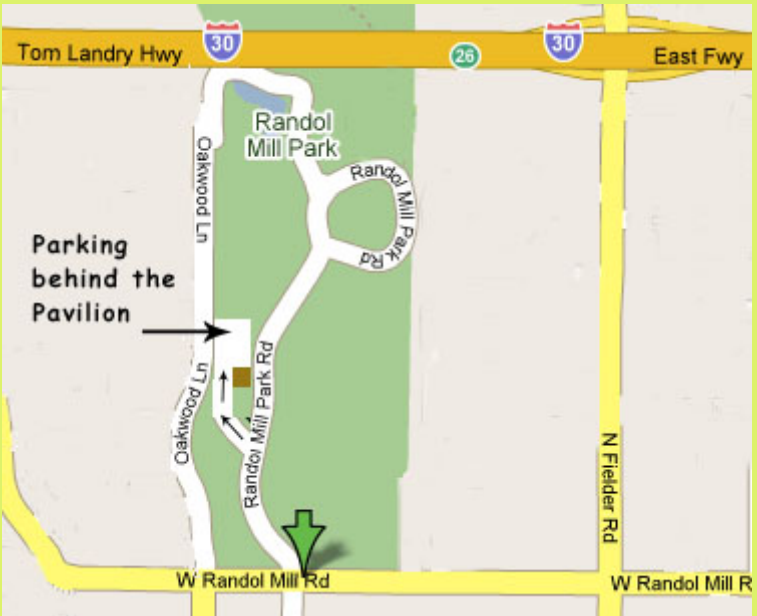 30
30
Tom Landry Hwy
26
East Fwy
Randol
Mill Park
Oakwood Ln
Randol Mill Park Rd
Parking
behind the
Pavilion
Oakwood Ln
Randol Mill Park Rd
N Fielder Rd
W Randol Mill Rd
W Randol Mill R